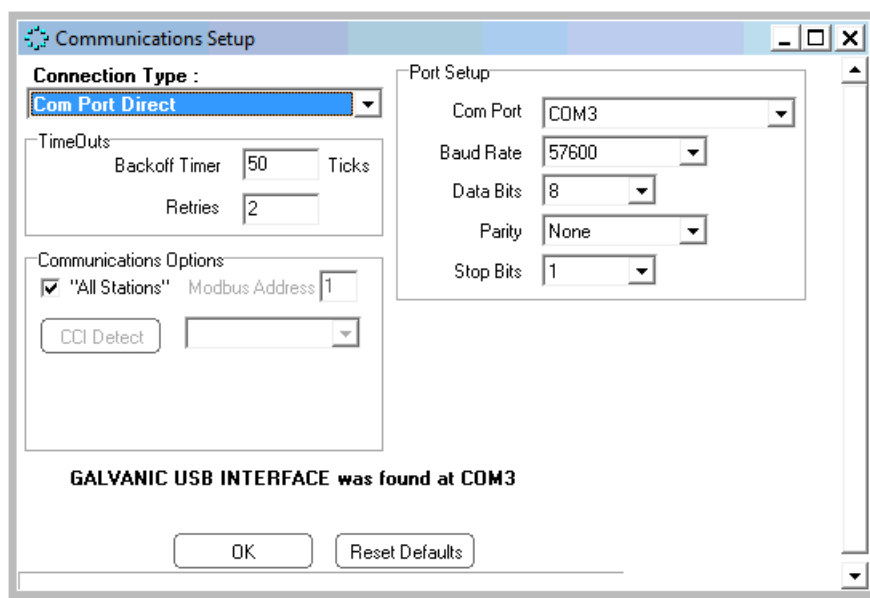 Communications Setup
Connection Type :
Com Port Direct
TimeOuts
Backoff Timer 50 Ticks
Retries 2
Communications Options
"All Stations" Modbus Address 1
CCI Detect
Port Setup
Com Port COM3
Baud Rate 57600
Data Bits 8
Parity None
Stop Bits 1
GALVANIC USB INTERFACE was found at COM3
OK Reset Defaults